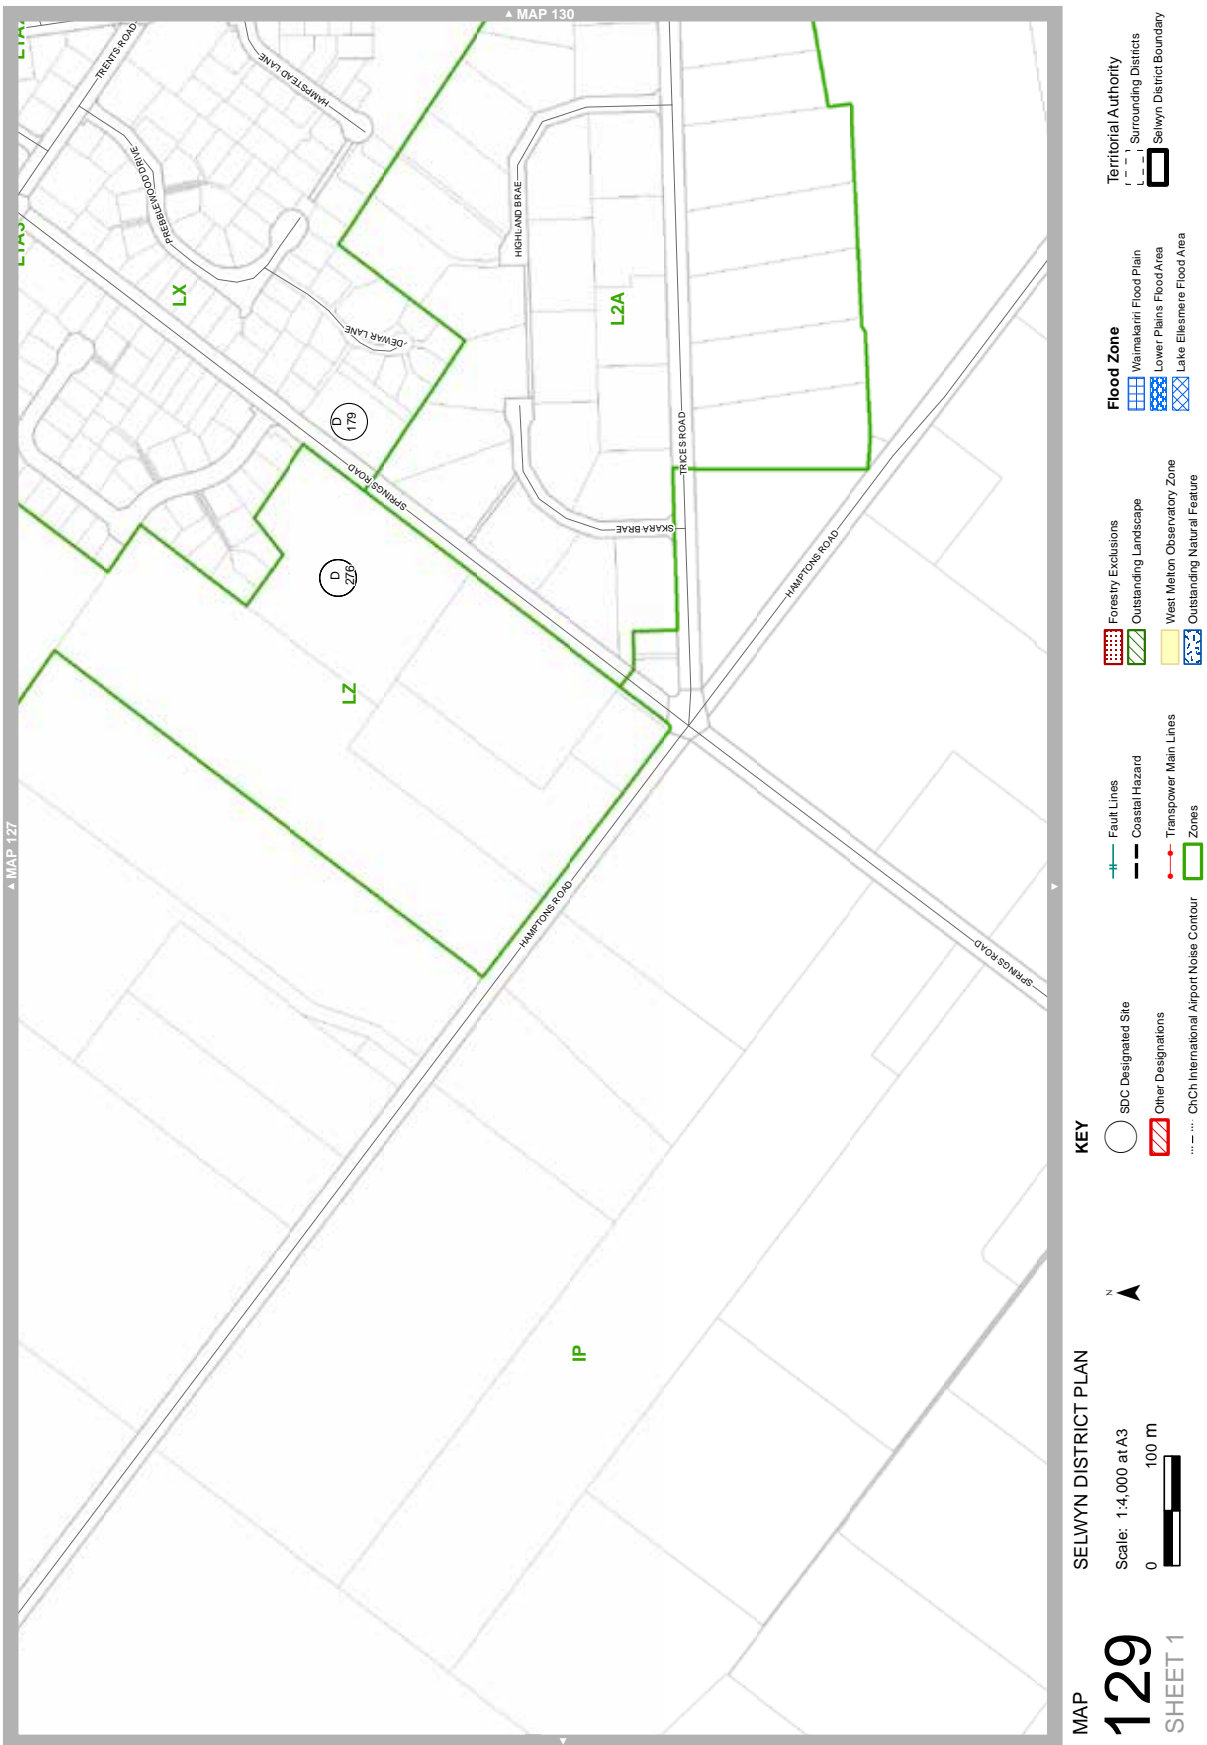 MAP 127
MAP 130
TRENTS ROAD
HAMPSTEAD LANE
PREBBLEWOOD DRIVE
LX
DEWAR LANE
HIGHLAND BRAE
L2A
D
179
SPRINGS ROAD
TRICES ROAD
SKARA BRAE
D
276
HAMPTONS ROAD
LZ
HAMPTONS ROAD
SPRINGS ROAD
IP
MAP
129
SHEET 1
SELWYN DISTRICT PLAN
Scale: 1:4,000 at A3
0 100 m
N
KEY
SDC Designated Site
Other Designations
ChCh International Airport Noise Contour
Fault Lines
Coastal Hazard
Transpower Main Lines
Zones
Forestry Exclusions
Outstanding Landscape
West Melton Observatory Zone
Outstanding Natural Feature
Flood Zone
Waimakariri Flood Plain
Lower Plains Flood Area
Lake Ellesmere Flood Area
Territorial Authority
Surrounding Districts
Selwyn District Boundary